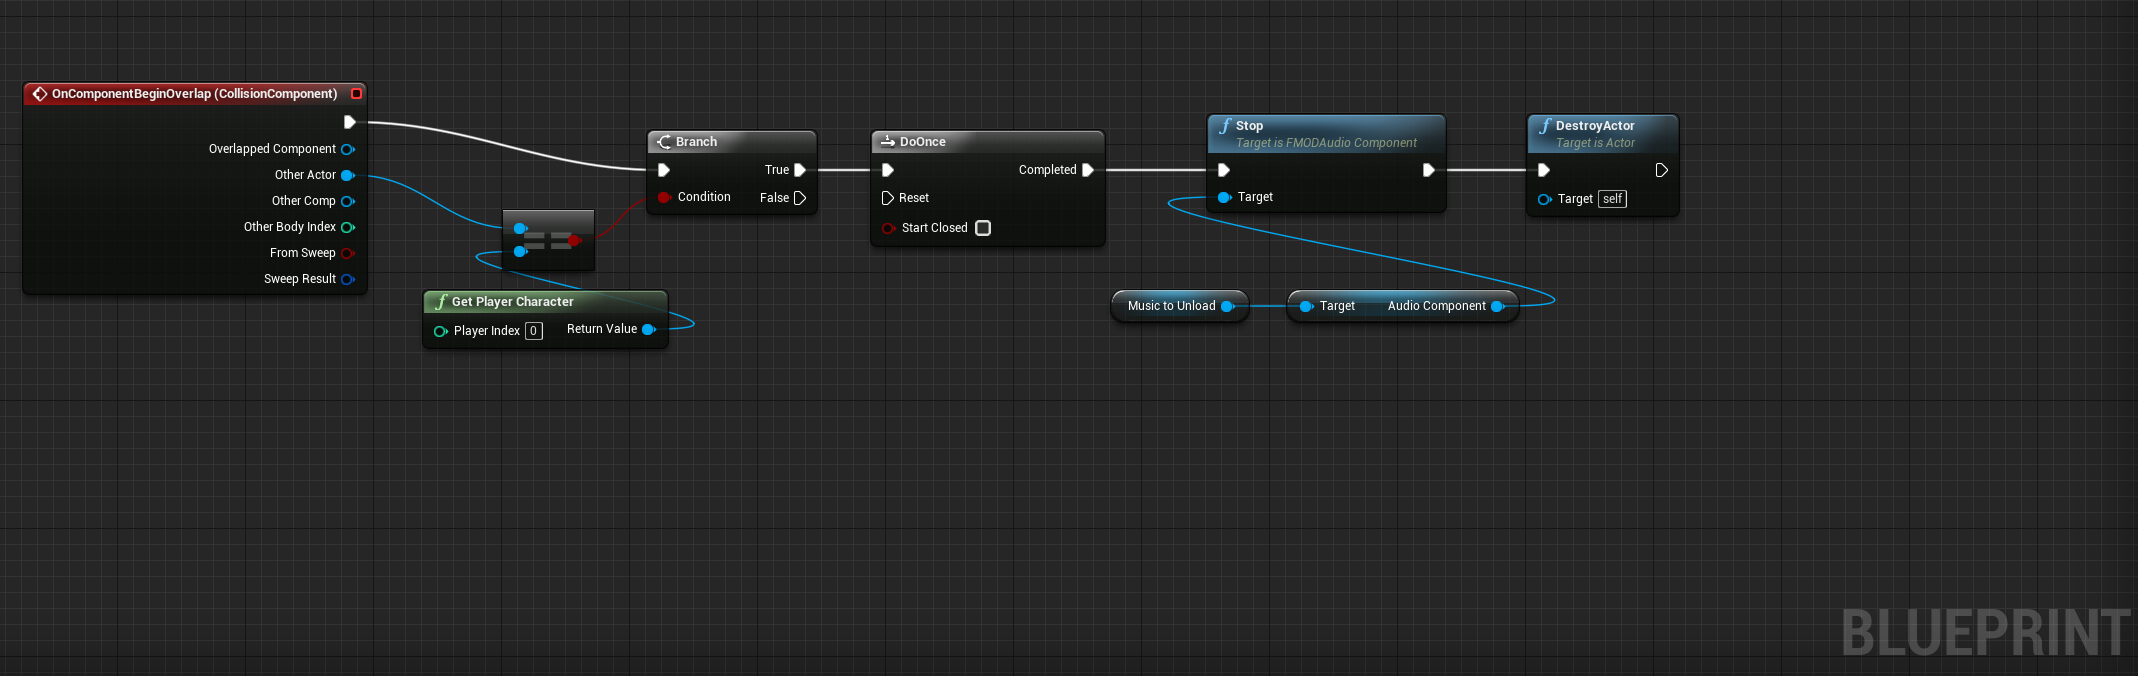 OnComponentBeginOverlap (CollisionComponent)
Overlapped Component
Other Actor
Other Comp
Other Body Index
From Sweep
Sweep Result
==
Get Player Character
Player Index 0
Return Value
Branch
True
Condition
False
DoOnce
Completed
Reset
Start Closed
Stop
Target is FMODAudio Component
Target
Music to Unload
Target
Audio Component
DestroyActor
Target is Actor
Target self
BLUEPRINT